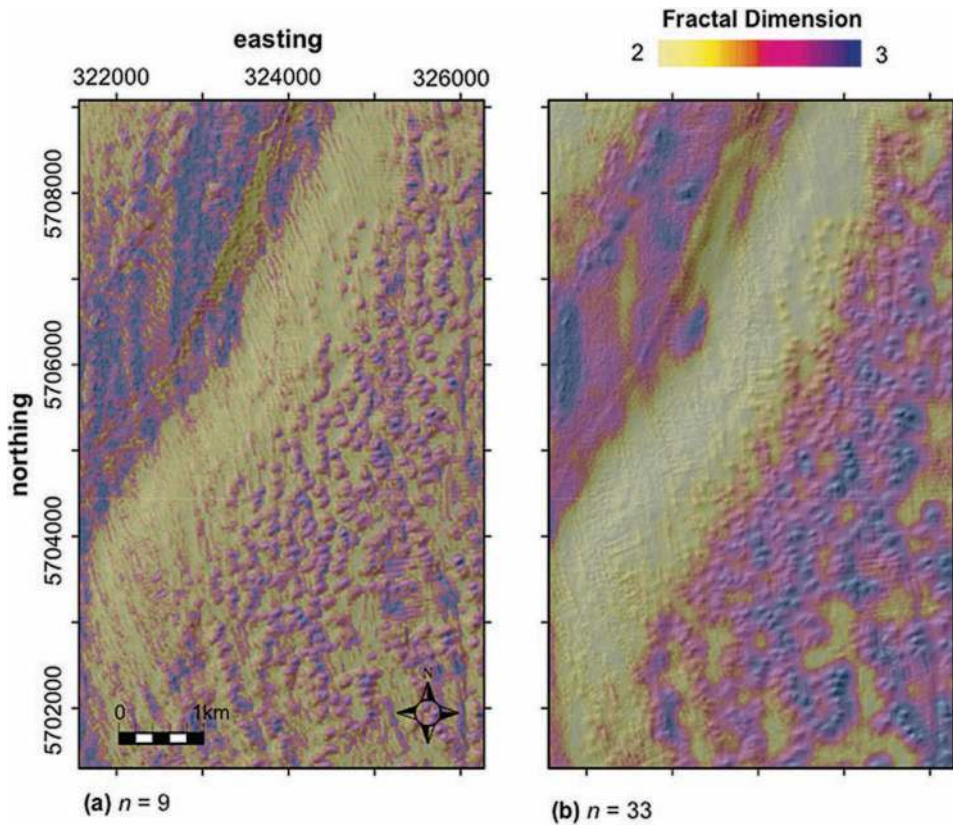 Fractal Dimension
2 3
easting
322000 324000 326000
northing
5708000
5706000
5704000
5702000
N
0 1km
(a) n = 9
(b) n = 33